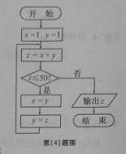 开始
x=1,y=1
z=x+y
z≤50?
否
是
x=y
输出z
y=z
结束
第(4)题图